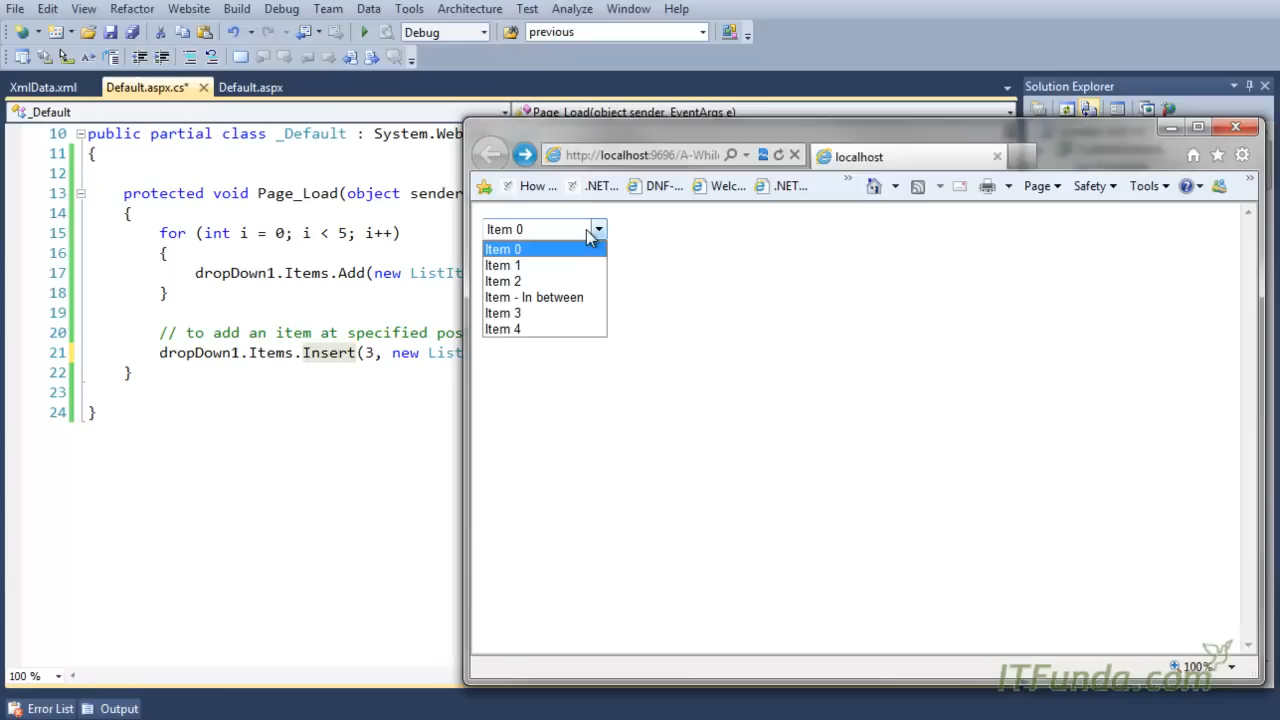 File Edit View Refactor Website Build Debug Team Data Tools Architecture Test Analyze Window Help
Debug previous
XmlData.xml Default.aspx.cs* Default.aspx
Solution Explorer
_Default Page_Load(object sender, EventArgs e)
10 public partial class _Default : System.Web
11 {
12
13 protected void Page_Load(object sender
14 {
15 for (int i = 0; i < 5; i++)
16 {
17 dropDown1.Items.Add(new ListIt
18 }
19
20 // to add an item at specified pos
21 dropDown1.Items.Insert(3, new List
22 }
23
24 }
http://localhost:9696/A-Whil
localhost
How ... .NET... DNF-... Welc... .NET...
Page Safety Tools
Item 0
Item 0
Item 1
Item 2
Item - In between
Item 3
Item 4
100%
ITFunda.com
100 %
Error List Output